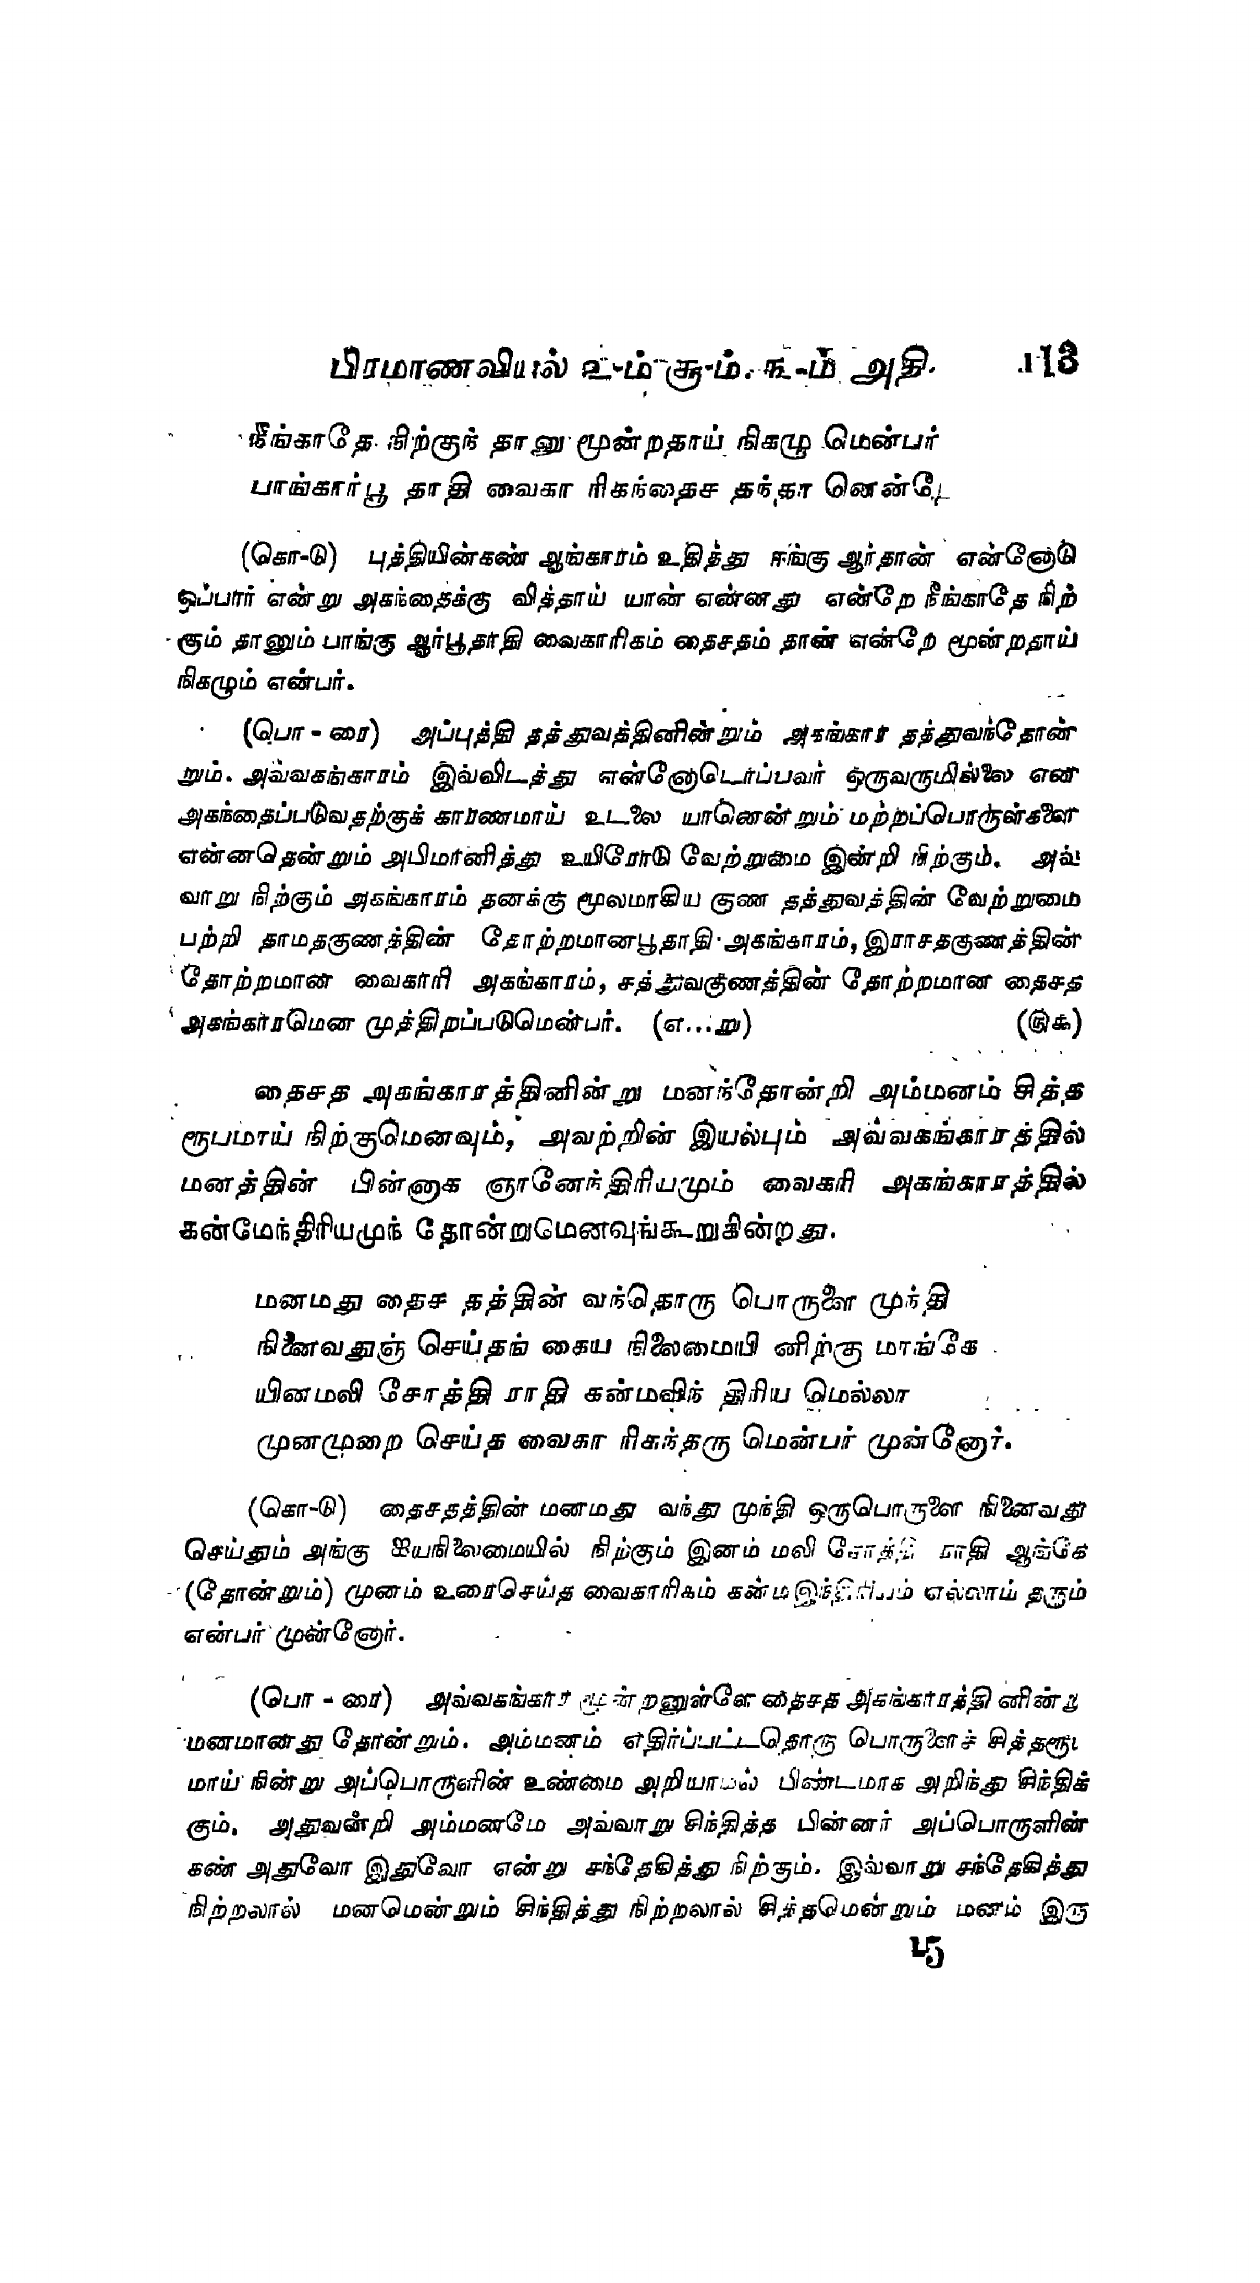 பிரமாணவியல் உ-ம் சூ-ம். ந-ம் அதி. 113
நீங்காதே நிற்குந் தானு மூன்றதாய் நிகழு மென்பர்
பாங்கார்பூ தாதி வைகா ரிகந்தைச தந்தா னென்றே
(கொ-டு) புத்தியின்கண் ஆங்காரம் உதித்து ஈங்கு ஆர்தான் என்னோடு
ஒப்பார் என்று அகந்தைக்கு வித்தாய் யான் என்னது என்றே நீங்காதே நிற்
கும் தானும் பாங்கு ஆர்பூதாதி வைகாரிகம் தைசதம் தான் என்றே மூன்றதாய்
நிகழும் என்பர்.
(பொ - ரை) அப்புத்தி தத்துவத்தினின்றும் அகங்கார தத்துவந்தோன்
றும். அவ்வகங்காரம் இவ்விடத்து என்னோடொப்பவர் ஒருவருமில்லை என
அகந்தைப்படுவதற்குக் காரணமாய் உடலை யானென்றும் மற்றப்பொருள்களை
என்னதென்றும் அபிமானித்து உயிரோடு வேற்றுமை இன்றி நிற்கும். அவ்
வாறு நிற்கும் அகங்காரம் தனக்கு மூலமாகிய குண தத்துவத்தின் வேற்றுமை
பற்றி தாமதகுணத்தின் தோற்றமானபூதாதி அகங்காரம், இராசதகுணத்தின்
தோற்றமான வைகாரி அகங்காரம், சத்துவகுணத்தின் தோற்றமான தைசத
அகங்காரமென முத்திறப்படுமென்பர். (எ...று) (௫௬)
தைசத அகங்காரத்தினின்று மனந்தோன்றி அம்மனம் சித்த
ரூபமாய் நிற்குமெனவும், அவற்றின் இயல்பும் அவ்வகங்காரத்தில்
மனத்தின் பின்னாக ஞானேந்திரியமும் வைகரி அகங்காரத்தில்
கன்மேந்திரியமுந் தோன்றுமெனவுங்கூறுகின்றது.
மனமது தைச தத்தின் வந்தொரு பொருளை முந்தி
நினைவதுஞ் செய்தங் கைய நிலைமையி னிற்கு மாங்கே
யினமலி சோத்தி ராதி கன்மவிந் திரிய மெல்லா
முனமுறை செய்த வைகா ரிகந்தரு மென்பர் முன்னோர்.
(கொ-டு) தைசதத்தின் மனமது வந்து முந்தி ஒருபொருளை நினைவது
செய்தும் அங்கு ஐயநிலைமையில் நிற்கும் இனம் மலி சோத்தி ராதி ஆங்கே
(தோன்றும்) முனம் உரைசெய்த வைகாரிகம் கன்ம இந்திரியம் எல்லாய் தரும்
என்பர் முன்னோர்.
(பொ - ரை) அவ்வகங்கார மூன்றனுள்ளே தைசத அகங்காரத்தினின்று
மனமானது தோன்றும். அம்மனம் எதிர்ப்பட்டதொரு பொருளைச் சித்தரூப
மாய் நின்று அப்பொருளின் உண்மை அறியாமல் பிண்டமாக அறிந்து சிந்திக்
கும். அதுவன்றி அம்மனமே அவ்வாறு சிந்தித்த பின்னர் அப்பொருளின்
கண் அதுவோ இதுவோ என்று சந்தேகித்து நிற்கும். இவ்வாறு சந்தேகித்து
நிற்றலால் மனமென்றும் சிந்தித்து நிற்றலால் சித்தமென்றும் மனம் இரு
15